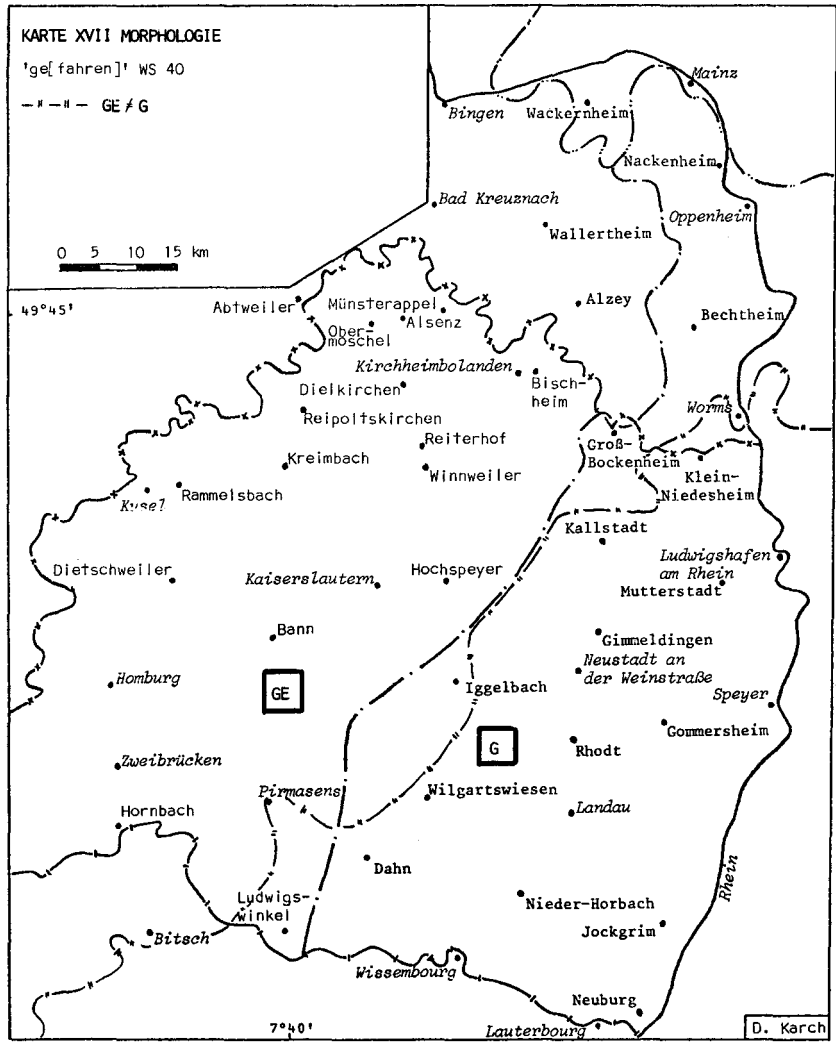 KARTE XVII MORPHOLOGIE
'ge[fahren]' WS 40
GE ≠ G
0 5 10 15 km
49°45'
Mainz
Bingen
Wackernheim
Nackenheim
Bad Kreuznach
Oppenheim
Wallertheim
Abtweiler
Münsterappel
Alsenz
Alzey
Ober-
moschel
Bechtheim
Kirchheimbolanden
Bisch-
heim
Dielkirchen
Reipoltskirchen
Worms
Reiterhof
Groß-
Bockenheim
Kreimbach
Winnweiler
Klein-
Niedesheim
Kusel
Rammelsbach
Kallstadt
Dietschweiler
Kaiserslautern
Hochspeyer
Ludwigshafen
am Rhein
Mutterstadt
Bann
Gimmeldingen
Neustadt an
der Weinstraße
Homburg
GE
Iggelbach
Speyer
Gommersheim
G
Rhodt
Zweibrücken
Pirmasens
Wilgartswiesen
Landau
Hornbach
Dahn
Rhein
Ludwigs-
winkel
Nieder-Horbach
Jockgrim
Bitsch
Wissembourg
Neuburg
7°40'
Lauterbourg
D. Karch